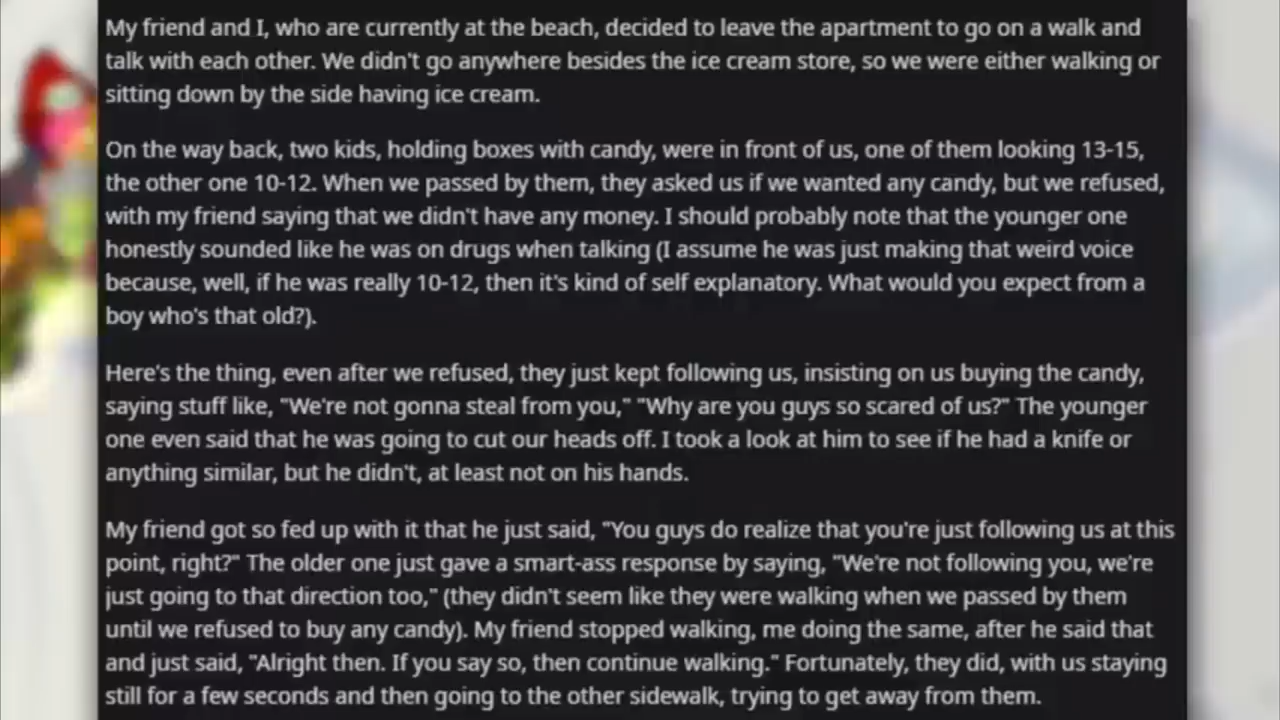 My friend and I, who are currently at the beach, decided to leave the apartment to go on a walk and
talk with each other. We didn't go anywhere besides the ice cream store, so we were either walking or
sitting down by the side having ice cream.
On the way back, two kids, holding boxes with candy, were in front of us, one of them looking 13-15,
the other one 10-12. When we passed by them, they asked us if we wanted any candy, but we refused,
with my friend saying that we didn't have any money. I should probably note that the younger one
honestly sounded like he was on drugs when talking (I assume he was just making that weird voice
because, well, if he was really 10-12, then it's kind of self explanatory. What would you expect from a
boy who's that old?).
Here's the thing, even after we refused, they just kept following us, insisting on us buying the candy,
saying stuff like, "We're not gonna steal from you," "Why are you guys so scared of us?" The younger
one even said that he was going to cut our heads off. I took a look at him to see if he had a knife or
anything similar, but he didn't, at least not on his hands.
My friend got so fed up with it that he just said, "You guys do realize that you're just following us at this
point, right?" The older one just gave a smart-ass response by saying, "We're not following you, we're
just going to that direction too," (they didn't seem like they were walking when we passed by them
until we refused to buy any candy). My friend stopped walking, me doing the same, after he said that
and just said, "Alright then. If you say so, then continue walking." Fortunately, they did, with us staying
still for a few seconds and then going to the other sidewalk, trying to get away from them.